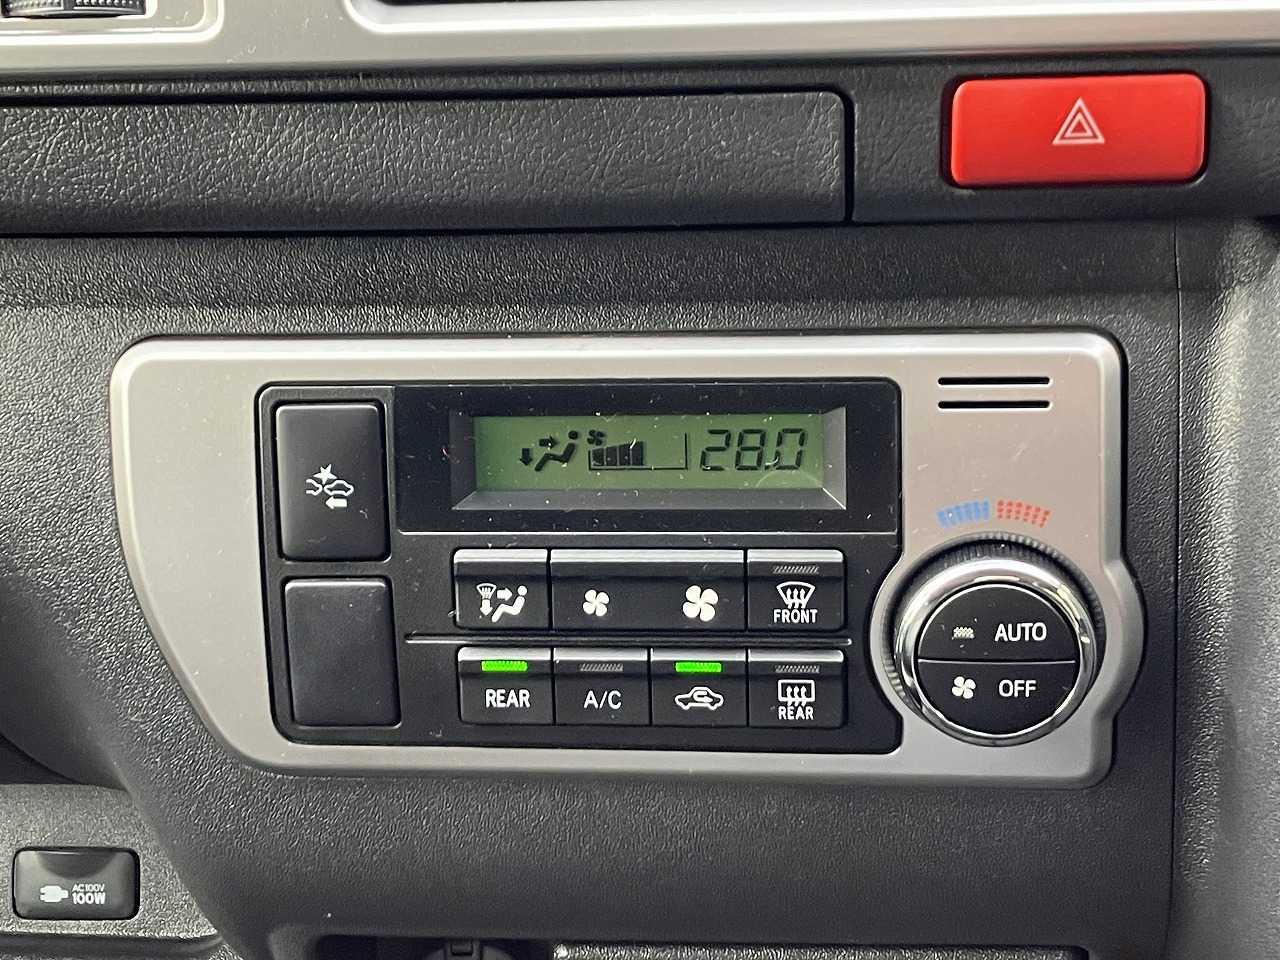 28.0
FRONT
AUTO
REAR
A/C
REAR
OFF
AC100V
100W